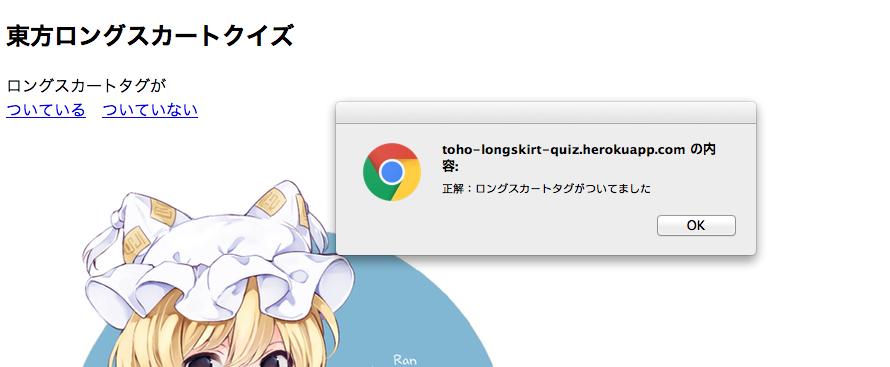 東方ロングスカートクイズ
ロングスカートタグが
ついている ついていない
toho-longskirt-quiz.herokuapp.com の内
容:
正解：ロングスカートタグがついてました
OK
Ran